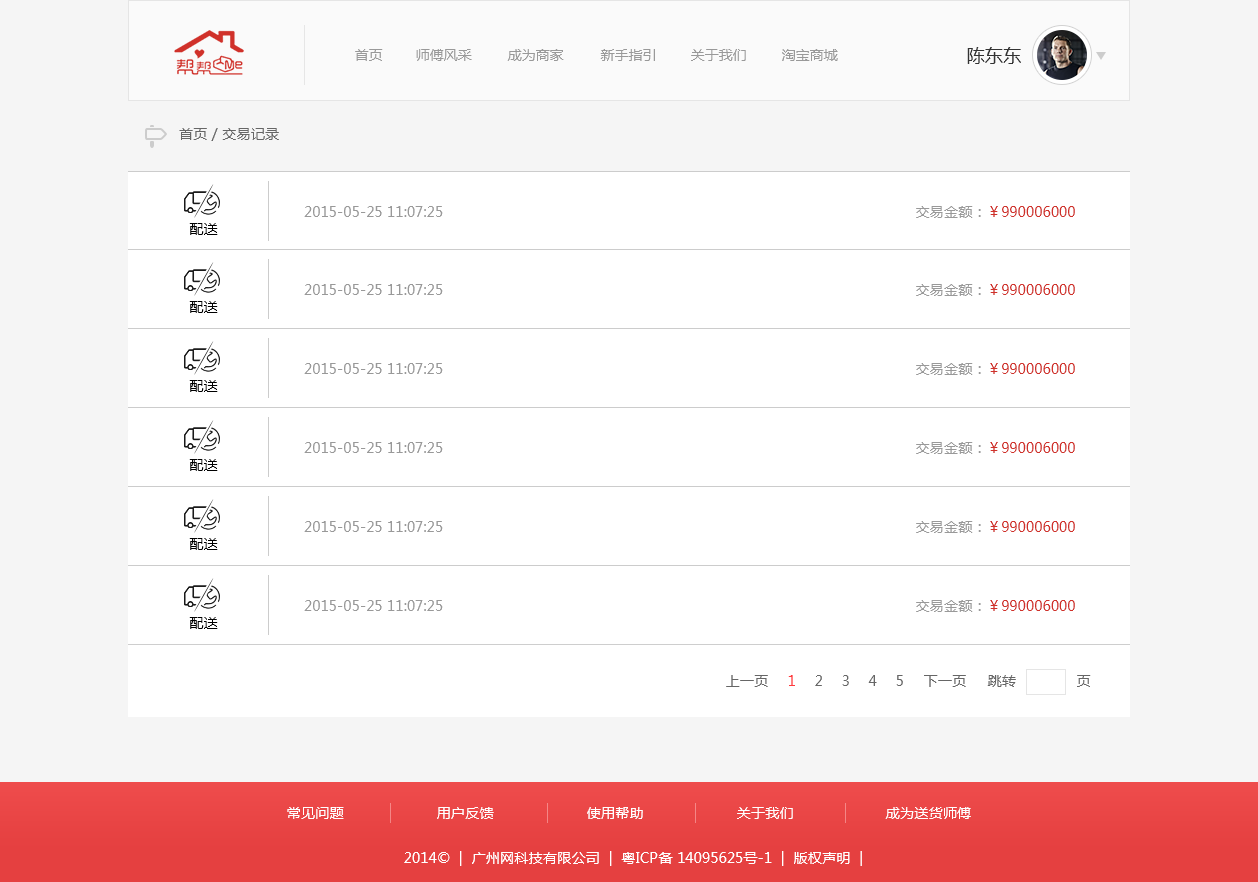 帮帮Me
首页 师傅风采 成为商家 新手指引 关于我们 淘宝商城 陈东东
首页 / 交易记录
配送 2015-05-25 11:07:25 交易金额：¥ 990006000
配送 2015-05-25 11:07:25 交易金额：¥ 990006000
配送 2015-05-25 11:07:25 交易金额：¥ 990006000
配送 2015-05-25 11:07:25 交易金额：¥ 990006000
配送 2015-05-25 11:07:25 交易金额：¥ 990006000
配送 2015-05-25 11:07:25 交易金额：¥ 990006000
上一页 1 2 3 4 5 下一页 跳转 页
常见问题 用户反馈 使用帮助 关于我们 成为送货师傅
2014© | 广州网科技有限公司 | 粤ICP备 14095625号-1 | 版权声明 |